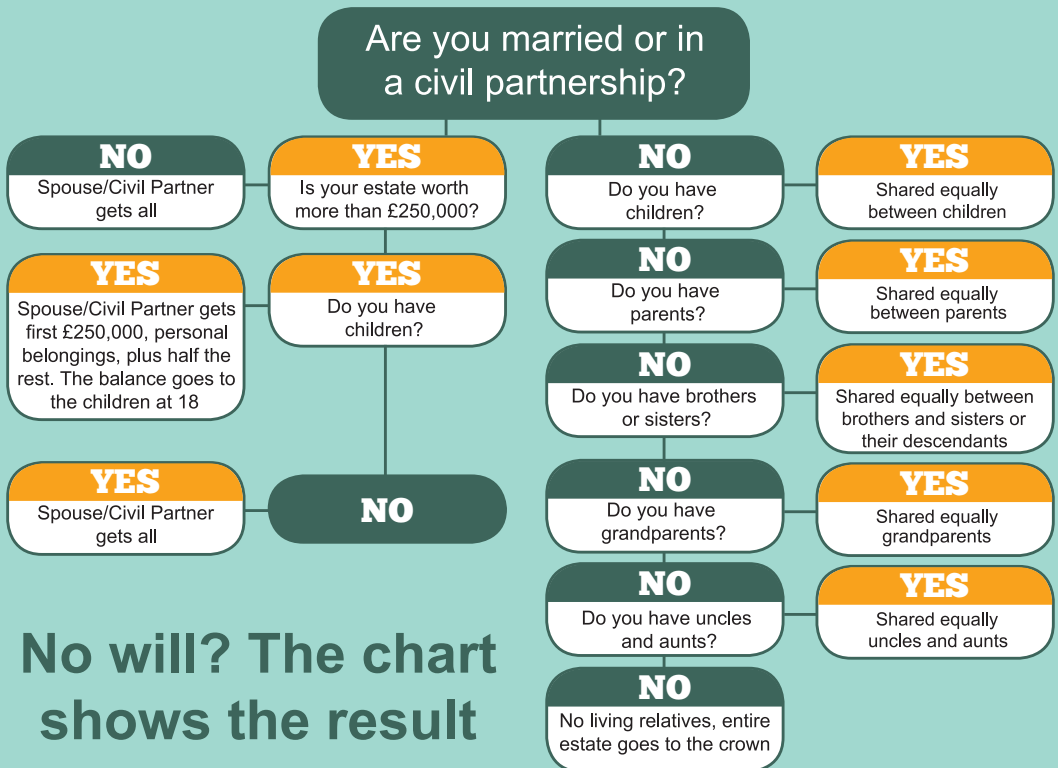 Are you married or in
a civil partnership?
NO
Spouse/Civil Partner
gets all
YES
Is your estate worth
more than £250,000?
YES
Spouse/Civil Partner gets
first £250,000, personal
belongings, plus half the
rest. The balance goes to
the children at 18
YES
Do you have
children?
YES
Spouse/Civil Partner
gets all
NO
NO
Do you have
children?
YES
Shared equally
between children
NO
Do you have
parents?
YES
Shared equally
between parents
NO
Do you have brothers
or sisters?
YES
Shared equally between
brothers and sisters or
their descendants
NO
Do you have
grandparents?
YES
Shared equally
grandparents
NO
Do you have uncles
and aunts?
YES
Shared equally
uncles and aunts
NO
No living relatives, entire
estate goes to the crown
No will? The chart
shows the result